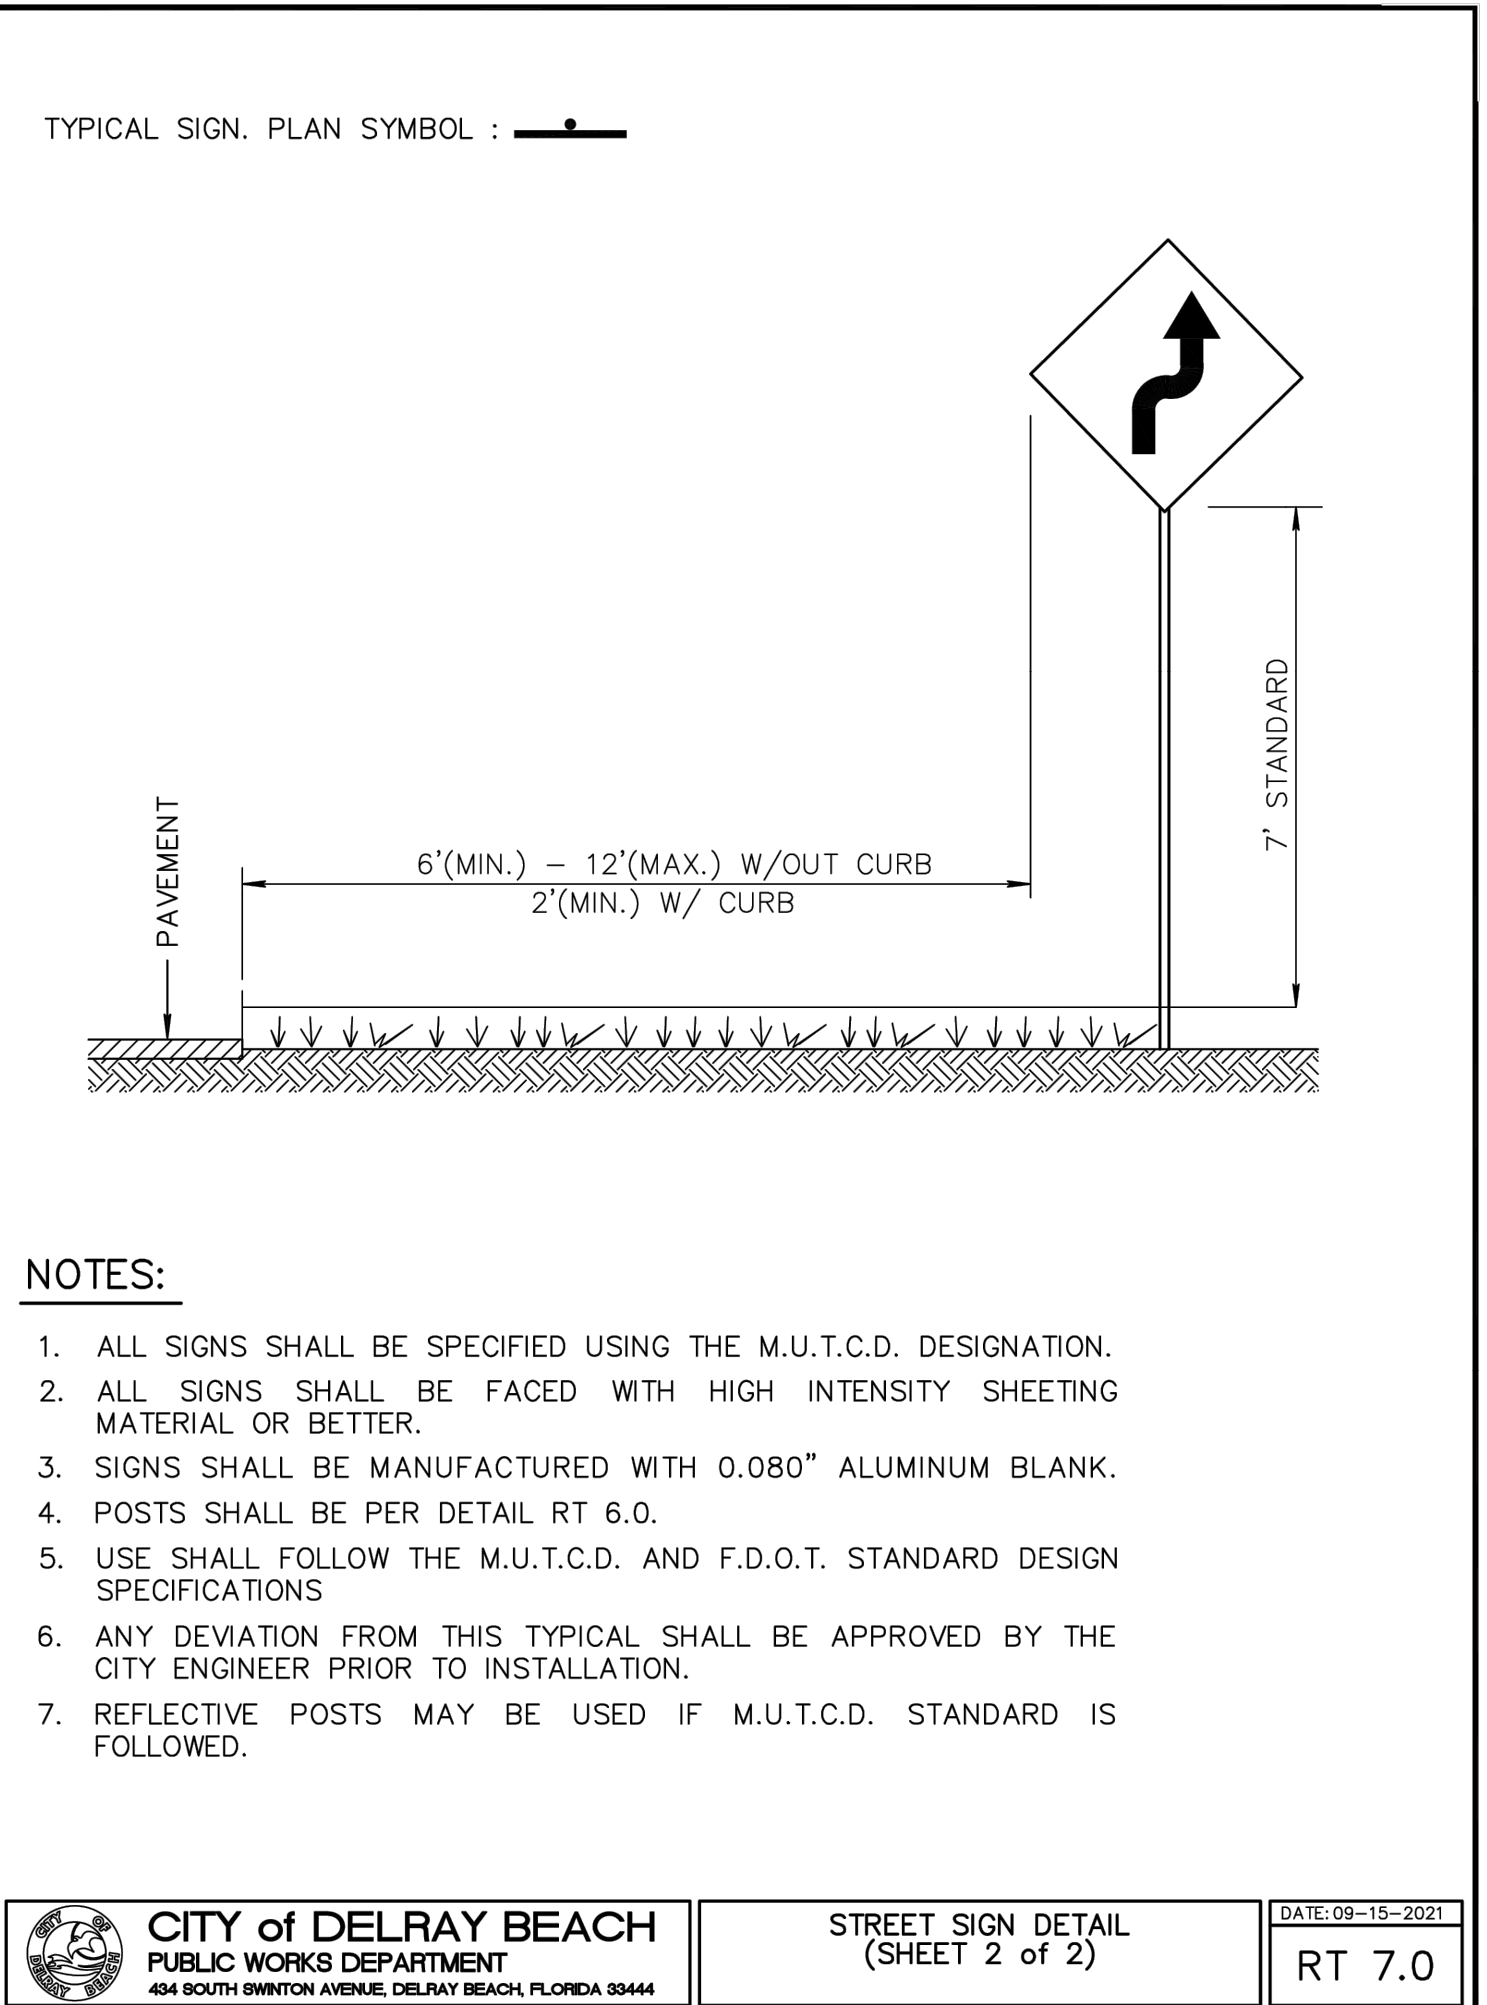 TYPICAL SIGN. PLAN SYMBOL :
7' STANDARD
PAVEMENT
6'(MIN.) – 12'(MAX.) W/OUT CURB
2'(MIN.) W/ CURB
NOTES:
1. ALL SIGNS SHALL BE SPECIFIED USING THE M.U.T.C.D. DESIGNATION.
2. ALL SIGNS SHALL BE FACED WITH HIGH INTENSITY SHEETING
MATERIAL OR BETTER.
3. SIGNS SHALL BE MANUFACTURED WITH 0.080" ALUMINUM BLANK.
4. POSTS SHALL BE PER DETAIL RT 6.0.
5. USE SHALL FOLLOW THE M.U.T.C.D. AND F.D.O.T. STANDARD DESIGN
SPECIFICATIONS
6. ANY DEVIATION FROM THIS TYPICAL SHALL BE APPROVED BY THE
CITY ENGINEER PRIOR TO INSTALLATION.
7. REFLECTIVE POSTS MAY BE USED IF M.U.T.C.D. STANDARD IS
FOLLOWED.
CITY OF
DELRAY BEACH
CITY of DELRAY BEACH
PUBLIC WORKS DEPARTMENT
434 SOUTH SWINTON AVENUE, DELRAY BEACH, FLORIDA 33444
STREET SIGN DETAIL
(SHEET 2 of 2)
DATE: 09–15–2021
RT 7.0